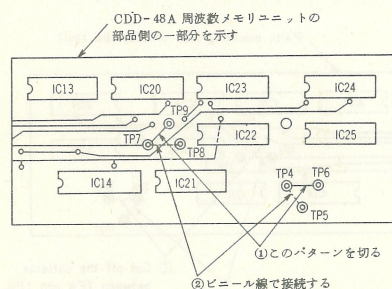 CDD-48A 周波数メモリユニットの
部品側の一部分を示す
IC13
IC20
IC23
IC24
TP9
TP7
TP8
IC22
IC25
IC14
IC21
TP4
TP6
TP5
①このパターンを切る
②ビニール線で接続する